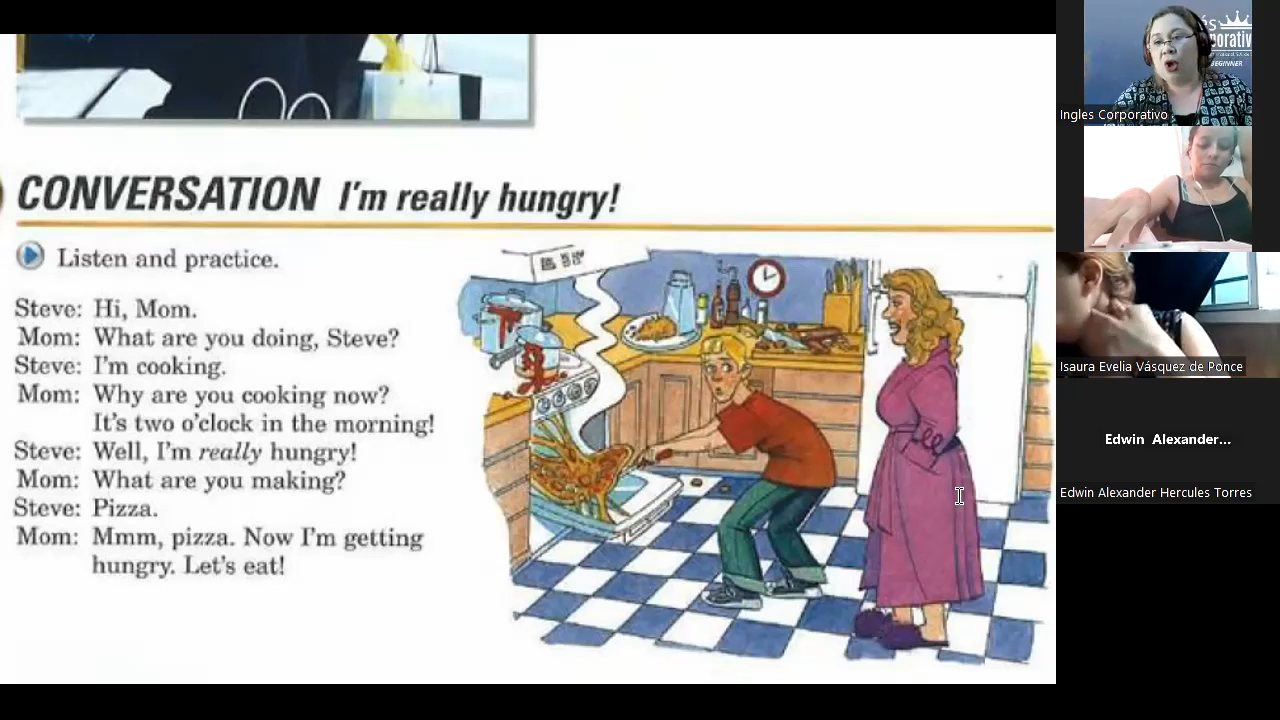 CONVERSATION I'm really hungry!
Listen and practice.
Steve: Hi, Mom.
Mom: What are you doing, Steve?
Steve: I'm cooking.
Mom: Why are you cooking now?
It's two o'clock in the morning!
Steve: Well, I'm really hungry!
Mom: What are you making?
Steve: Pizza.
Mom: Mmm, pizza. Now I'm getting
hungry. Let's eat!
Ingles Corporativo
Isaura Evelia Vásquez de Ponce
Edwin Alexander...
Edwin Alexander Hercules Torres